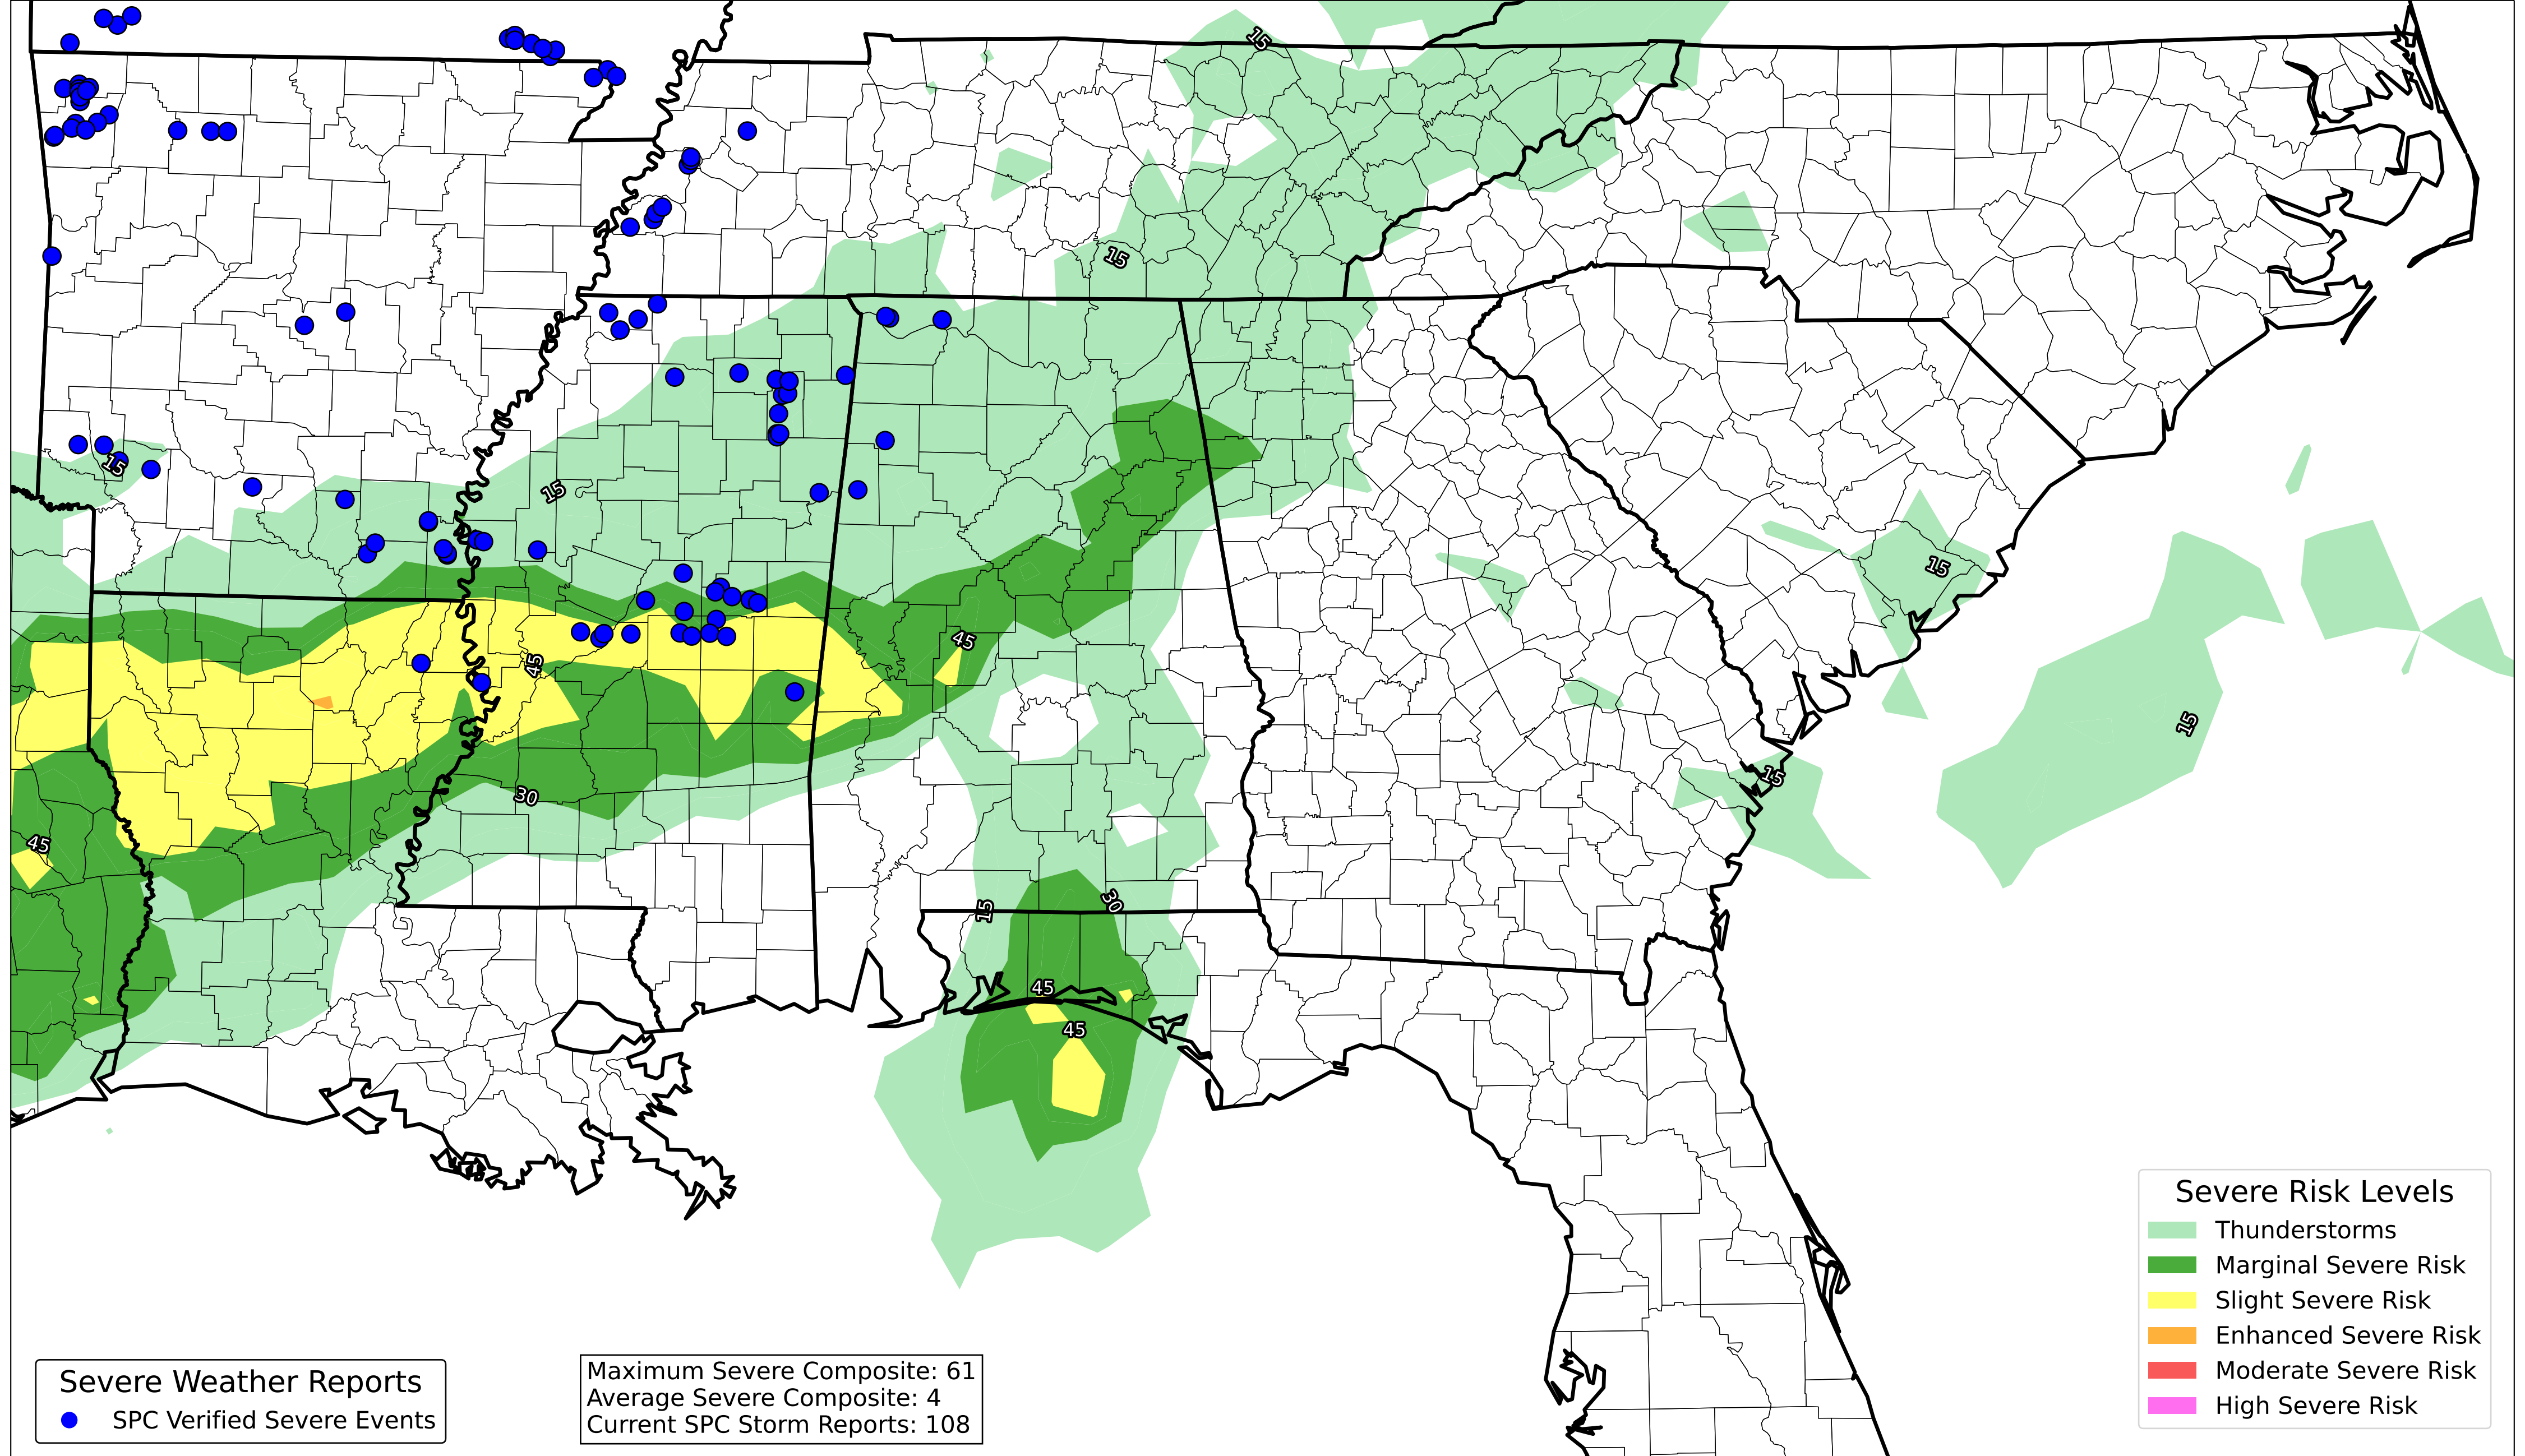 15
15
15
15
15
45
45
15
15
30
15
45
30
15
45
45
Severe Risk Levels
Thunderstorms
Marginal Severe Risk
Slight Severe Risk
Enhanced Severe Risk
Moderate Severe Risk
High Severe Risk
Severe Weather Reports
SPC Verified Severe Events
Maximum Severe Composite: 61
Average Severe Composite: 4
Current SPC Storm Reports: 108